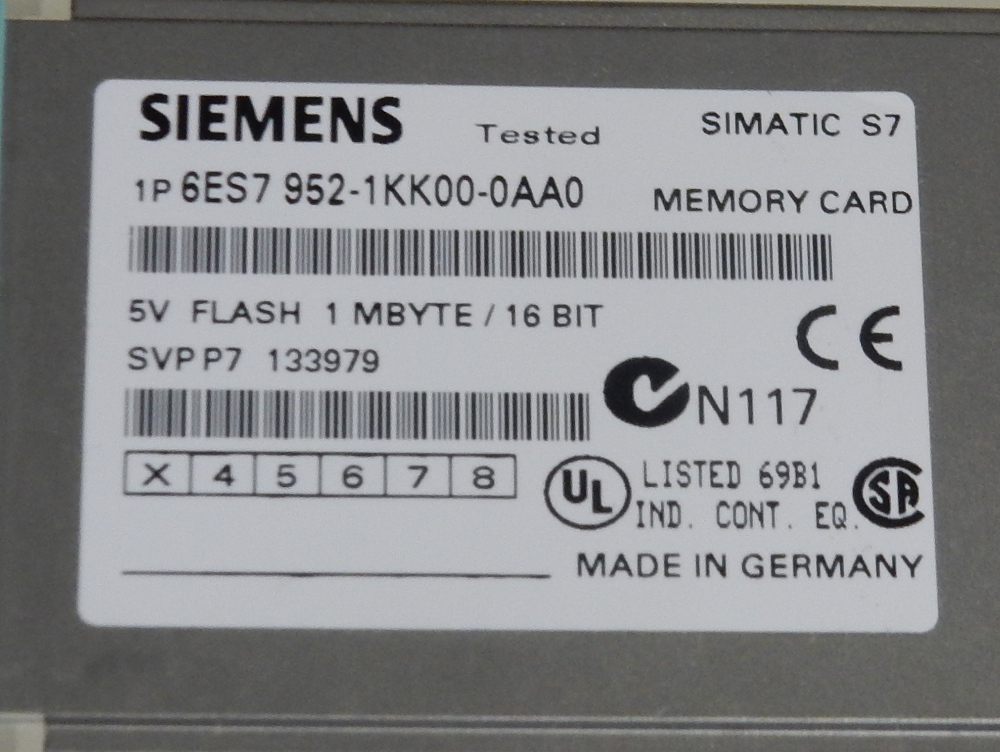 SIEMENS Tested SIMATIC S7
1P 6ES7 952-1KK00-0AA0 MEMORY CARD
5V FLASH 1 MBYTE / 16 BIT
CE
SVP P7 133979
N117
X 4 5 6 7 8
UL LISTED 69B1 SA
IND. CONT. EQ.
MADE IN GERMANY